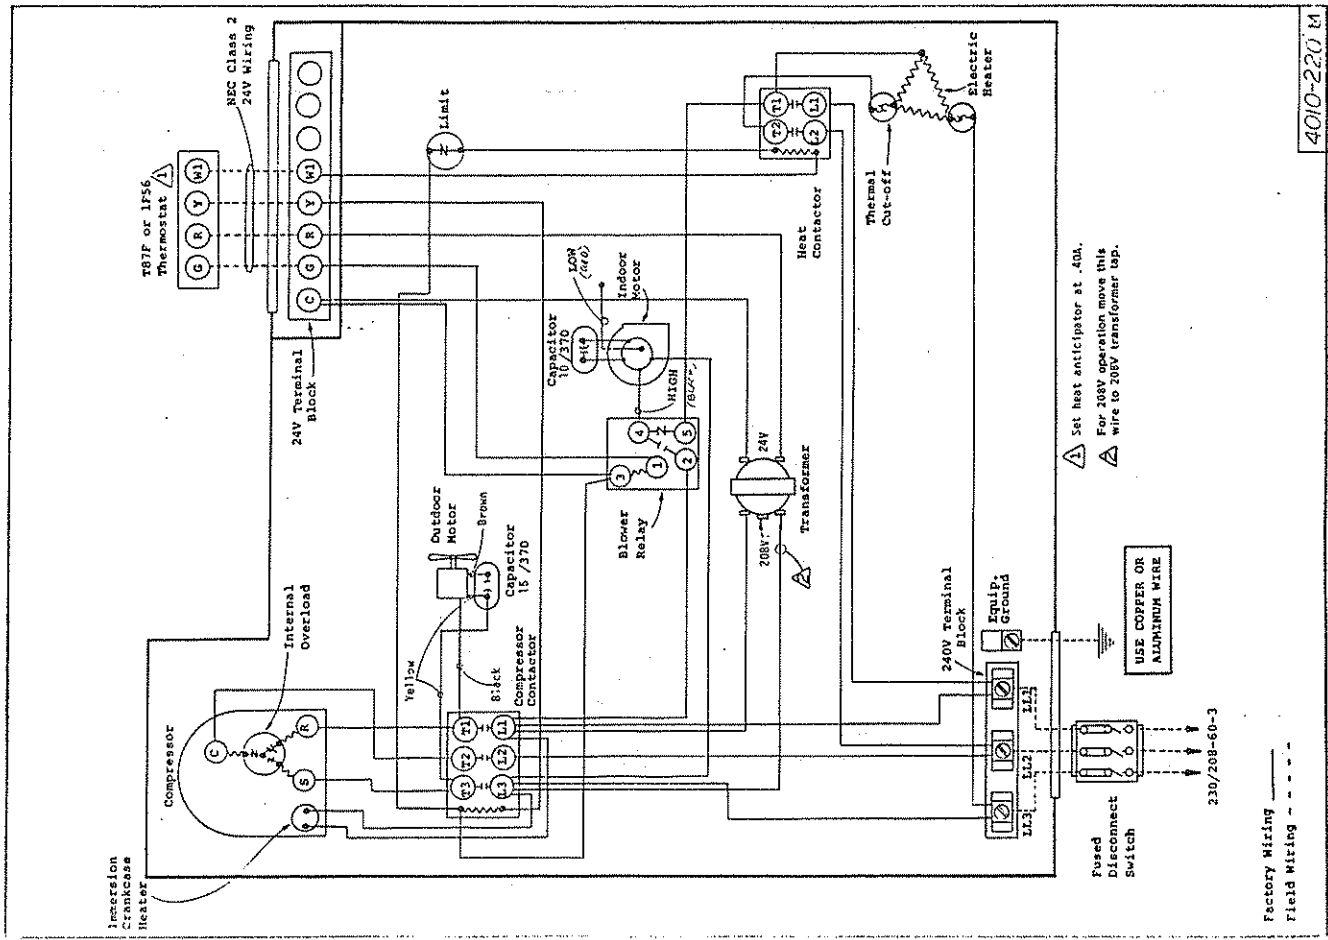 4010-220 M
NEC Class 2
24V Wiring
T87F or 1F56
Thermostat 1
W1
Y
R
G
W1
Y
R
G
C
24V Terminal
Block
Limit
T1
L1
T2
L2
Heat
Contactor
Thermal
Cut-off
Electric
Heater
LOW
Indoor
Motor
Capacitor
10/370
HIGH
4
5
3
1
2
Blower
Relay
24V
Transformer
208V
2
1 Set heat anticipator at .40A.
2 For 208V operation move this
wire to 208V transformer tap.
Outdoor
Motor
Brown
Capacitor
15/370
Internal
Overload
Yellow
Black
Compressor
Contactor
T1
L1
T2
L2
T3
L3
Compressor
C
R
S
Immersion
Crankcase
Heater
240V Terminal
Block
Equip.
Ground
USE COPPER OR
ALUMINUM WIRE
LL1
LL2
LL3
Fused
Disconnect
Switch
230/208-60-3
Factory Wiring
Field Wiring